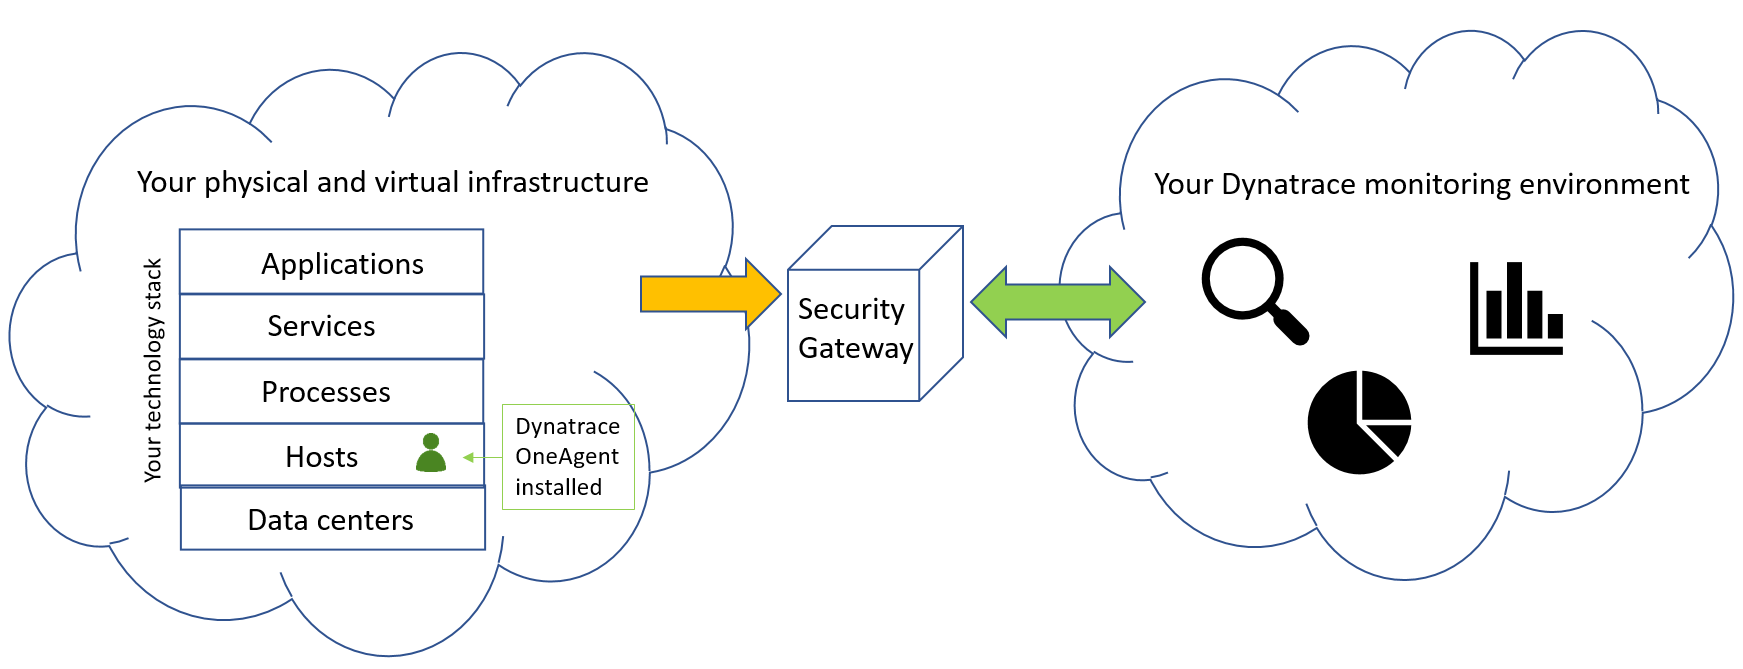 Your physical and virtual infrastructure
Your technology stack
Applications
Services
Processes
Hosts
Data centers
Dynatrace
OneAgent
installed
Security
Gateway
Your Dynatrace monitoring environment